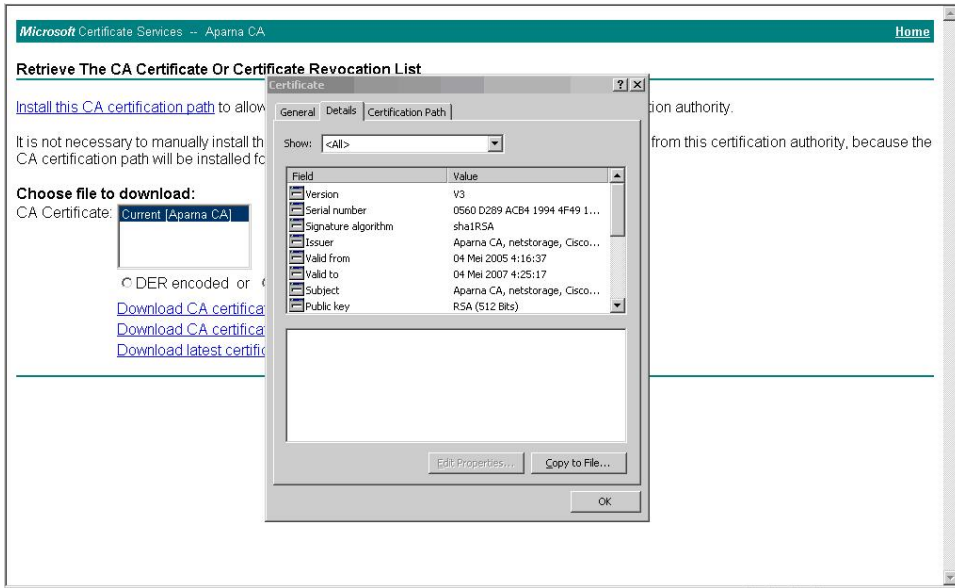 Microsoft Certificate Services -- Aparna CA Home
Retrieve The CA Certificate Or Certificate Revocation List
Install this CA certification path to allow tion authority.
It is not necessary to manually install th from this certification authority, because the
CA certification path will be installed fo
Choose file to download:
CA Certificate: Current [Aparna CA]
DER encoded or
Download CA certifica
Download CA certifica
Download latest certific
Certificate
General Details Certification Path
Show: <All>
Field Value
Version V3
Serial number 0560 D289 ACB4 1994 4F49 1...
Signature algorithm sha1RSA
Issuer Aparna CA, netstorage, Cisco...
Valid from 04 Mei 2005 4:16:37
Valid to 04 Mei 2007 4:25:17
Subject Aparna CA, netstorage, Cisco...
Public key RSA (512 Bits)
Edit Properties... Copy to File...
OK